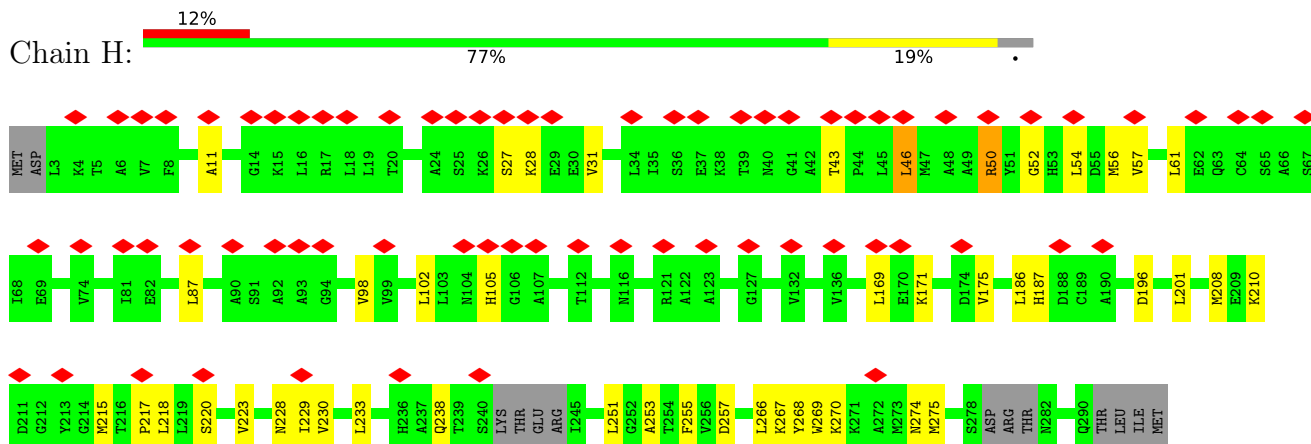 12%
Chain H:
77%
19%
•
MET ASP L3 K4 T5 A6 V7 F8 A11 G14 K15 L16 R17 L18 L19 T20 A24 S25 K26 S27 K28 E29 E30 V31 L34 I35 S36 E37 K38 T39 N40 G41 A42 T43 P44 L45 L46 M47 A48 A49 R50 Y51 G52 H53 L54 D55 M56 V57 L61 E62 Q63 C64 S65 A66 S67
I68 E69 V74 I81 E82 L87 A90 S91 A92 A93 G94 V98 V99 L102 L103 N104 H105 G106 A107 T112 N116 R121 A122 A123 G127 V132 V136 L169 E170 K171 D174 V175 L186 H187 D188 C189 A190 D196 L201 M208 E209 K210
D211 G212 Y213 G214 M215 T216 P217 L218 L219 S220 V223 N228 I229 Y230 L233 H236 A237 Q238 T239 S240 LYS THR GLU ARG I245 L251 G252 A253 T254 F255 V256 D257 L266 K267 Y268 W269 K270 K271 A272 M273 N274 M275 S278 ASP ARG THR N282 Q290 THR LEU ILE MET